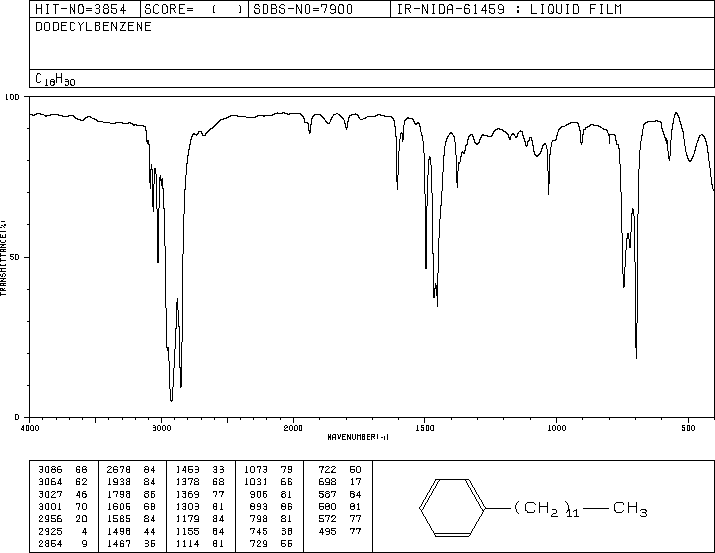 HIT-NO=3854 SCORE= ( ) SDBS-NO=7900 IR-NIDA-61459 : LIQUID FILM
DODECYLBENZENE
C18H30
100
50
0
TRANSMITTANCE(%)
4000 3000 2000 1500 1000 500
WAVENUMBER(-1)
3086 68 2678 84 1453 33 1073 79 722 50
3064 62 1938 84 1378 68 1031 66 698 17
3027 46 1798 86 1369 77 906 81 587 84
3001 70 1606 68 1303 81 893 86 580 81
2956 20 1585 84 1179 84 798 81 572 77
2925 4 1498 44 1155 84 745 38 495 77
2854 9 1467 36 1114 81 729 55
(CH2)11 CH3